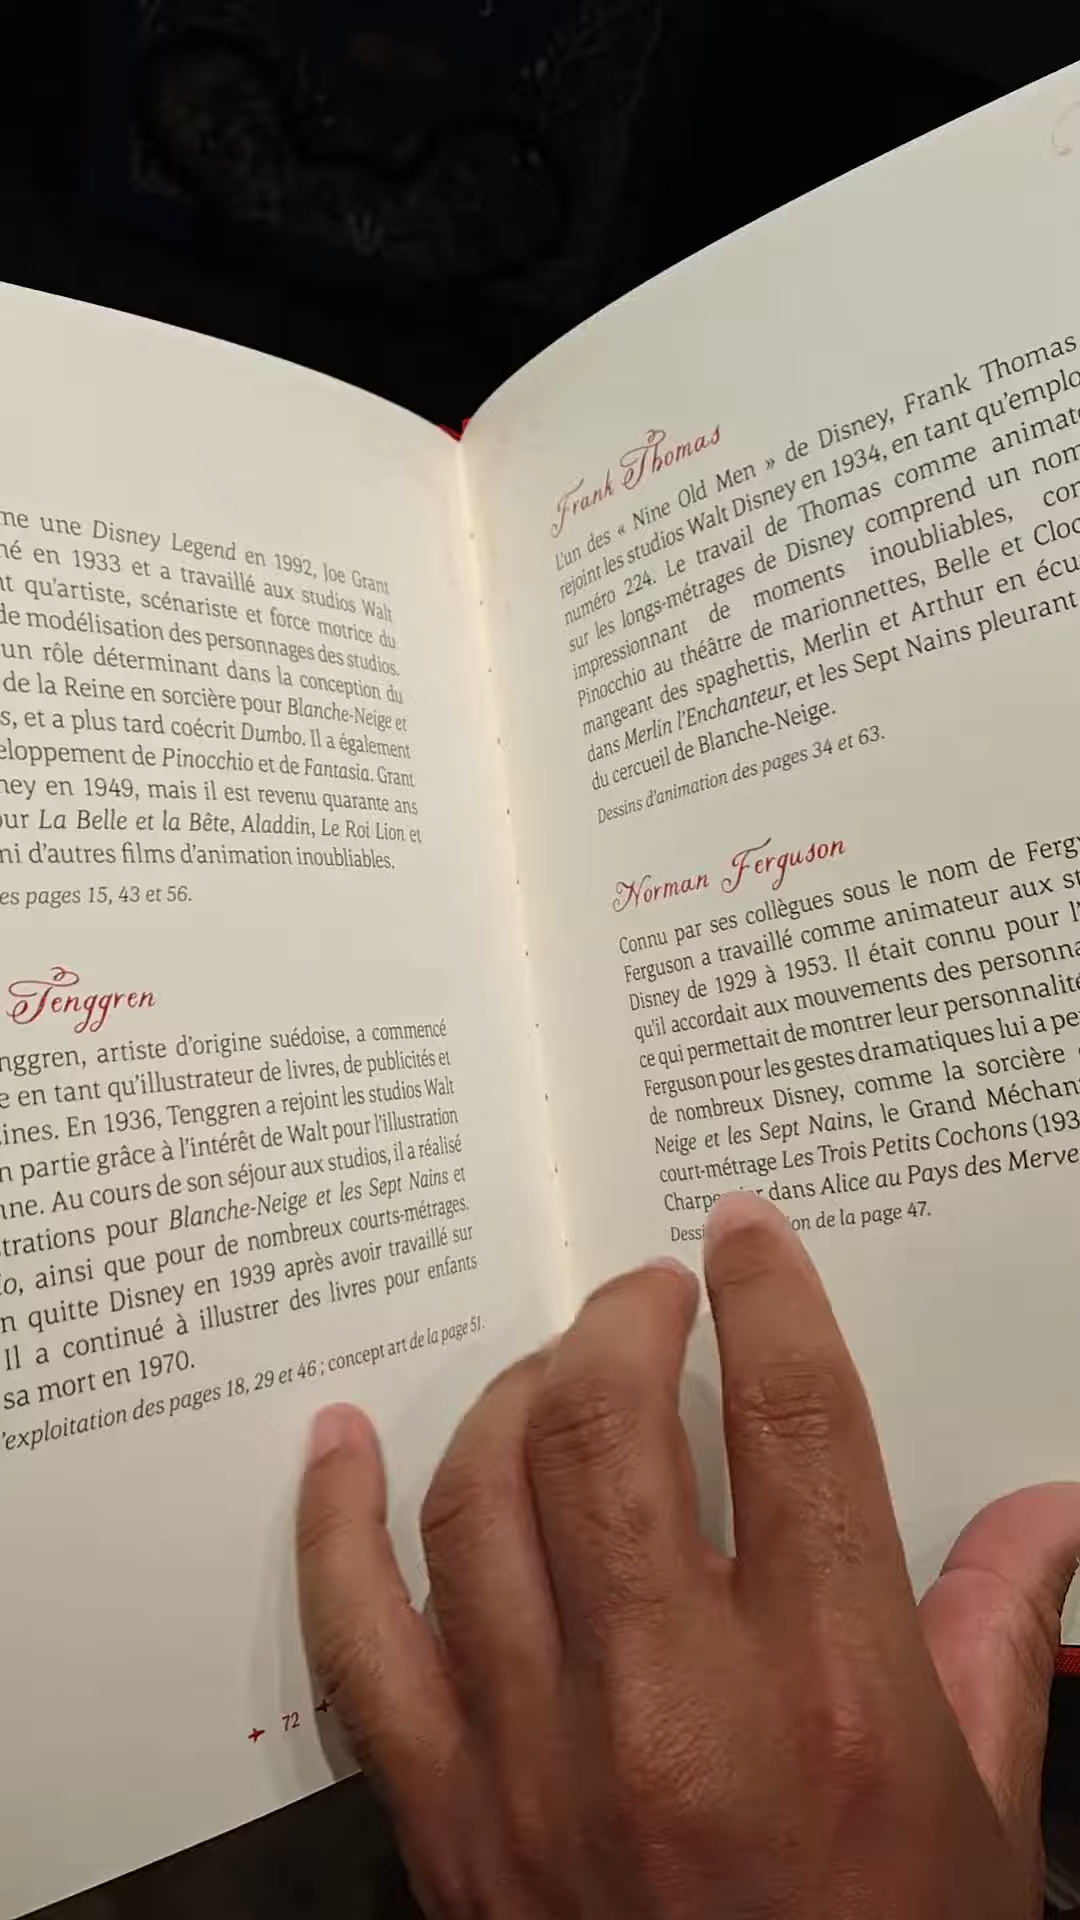 me une Disney Legend en 1992, Joe Grant
né en 1933 et a travaillé aux studios Walt
t qu'artiste, scénariste et force motrice du
de modélisation des personnages des studios.
un rôle déterminant dans la conception du
de la Reine en sorcière pour Blanche-Neige et
s, et a plus tard coécrit Dumbo. Il a également
eloppement de Pinocchio et de Fantasia. Grant
ney en 1949, mais il est revenu quarante ans
our La Belle et la Bête, Aladdin, Le Roi Lion et
mi d'autres films d'animation inoubliables.
es pages 15, 43 et 56.
Tenggren
nggren, artiste d'origine suédoise, a commencé
e en tant qu'illustrateur de livres, de publicités et
ines. En 1936, Tenggren a rejoint les studios Walt
n partie grâce à l'intérêt de Walt pour l'illustration
nne. Au cours de son séjour aux studios, il a réalisé
trations pour Blanche-Neige et les Sept Nains et
io, ainsi que pour de nombreux courts-métrages.
n quitte Disney en 1939 après avoir travaillé sur
Il a continué à illustrer des livres pour enfants
sa mort en 1970.
'exploitation des pages 18, 29 et 46 ; concept art de la page 51.
72
Frank Thomas
L'un des « Nine Old Men » de Disney, Frank Thomas
rejoint les studios Walt Disney en 1934, en tant qu'emplo
numéro 224. Le travail de Thomas comme animat
sur les longs-métrages de Disney comprend un nom
impressionnant de moments inoubliables, con
Pinocchio au théâtre de marionnettes, Belle et Cloc
mangeant des spaghettis, Merlin et Arthur en écu
dans Merlin l'Enchanteur, et les Sept Nains pleurant
du cercueil de Blanche-Neige.
Dessins d'animation des pages 34 et 63.
Norman Ferguson
Connu par ses collègues sous le nom de Ferg
Ferguson a travaillé comme animateur aux st
Disney de 1929 à 1953. Il était connu pour l'
qu'il accordait aux mouvements des personna
ce qui permettait de montrer leur personnalité
Ferguson pour les gestes dramatiques lui a pe
de nombreux Disney, comme la sorcière
Neige et les Sept Nains, le Grand Méchan
court-métrage Les Trois Petits Cochons (193
Charpe r dans Alice au Pays des Merve
Dess on de la page 47.